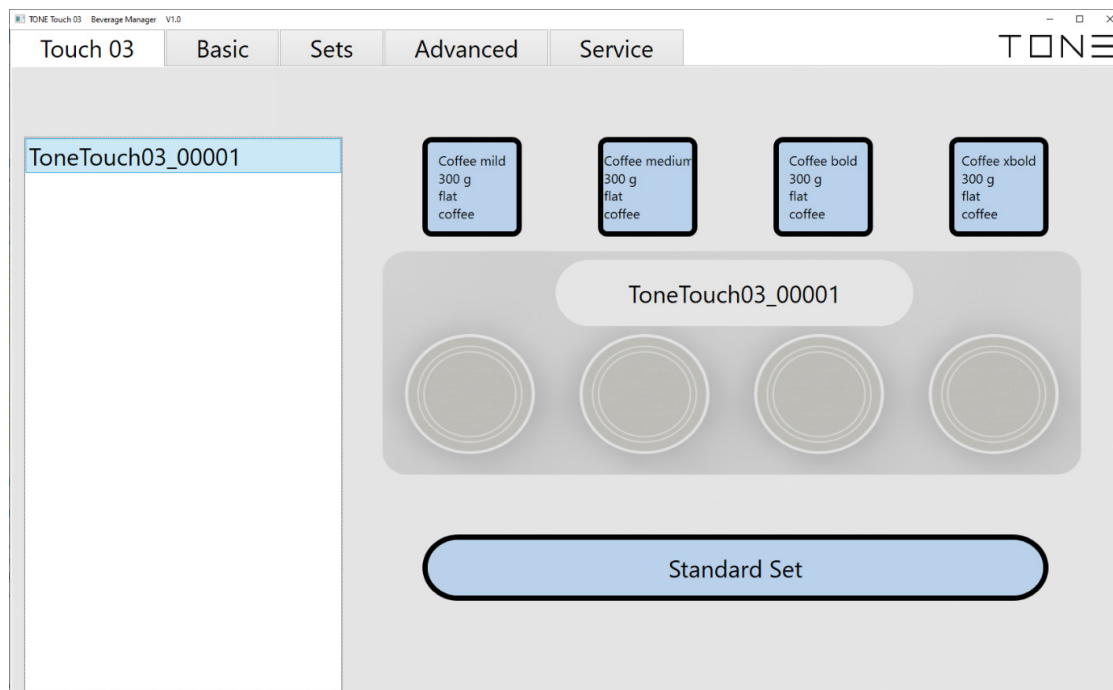 TONE Touch 03 Beverage Manager V1.0
Touch 03 Basic Sets Advanced Service
TONE
ToneTouch03_00001
Coffee mild
300 g
flat
coffee
Coffee medium
300 g
flat
coffee
Coffee bold
300 g
flat
coffee
Coffee xbold
300 g
flat
coffee
ToneTouch03_00001
Standard Set